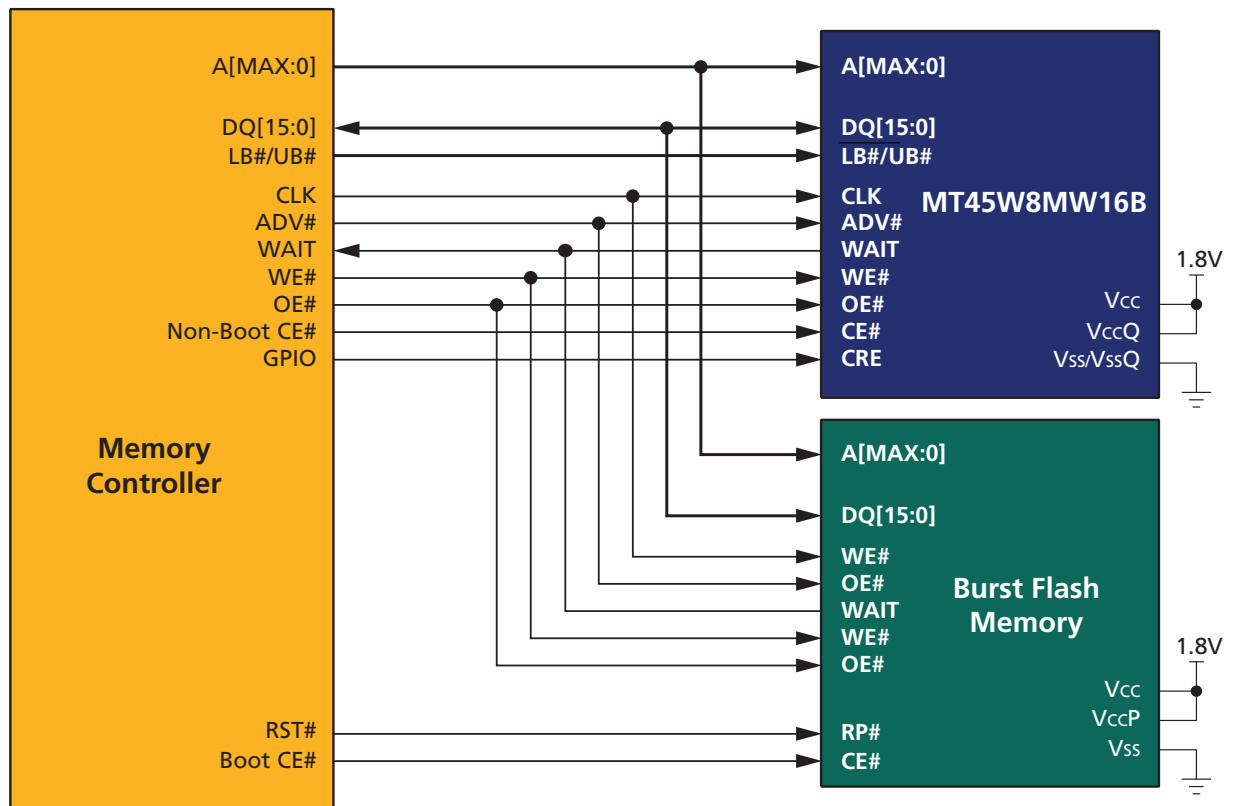 A[MAX:0]
DQ[15:0]
LB#/UB#
CLK
ADV#
WAIT
WE#
OE#
Non-Boot CE#
GPIO
Memory
Controller
RST#
Boot CE#
A[MAX:0]
DQ[15:0]
LB#/UB#
CLK
ADV#
WAIT
WE#
OE#
CE#
CRE
MT45W8MW16B
1.8V
Vcc
VccQ
Vss/VssQ
A[MAX:0]
DQ[15:0]
WE#
OE#
WAIT
WE#
OE#
RP#
CE#
Burst Flash
Memory
1.8V
Vcc
VccP
Vss